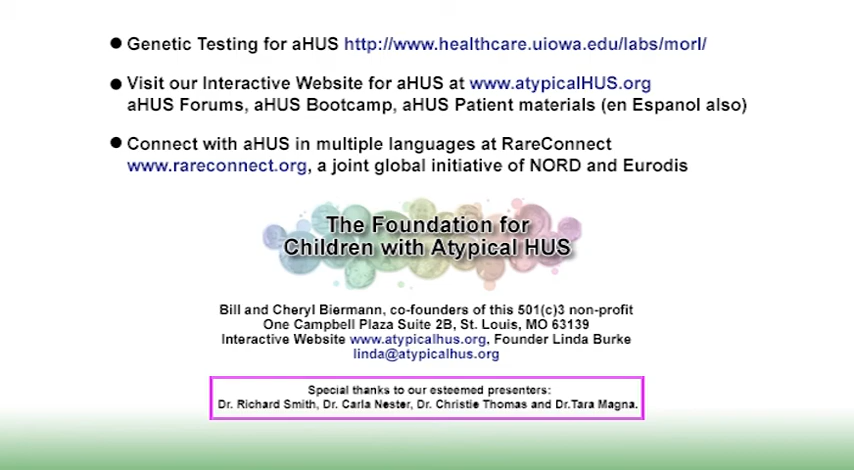 ● Genetic Testing for aHUS http://www.healthcare.uiowa.edu/labs/morl/
● Visit our Interactive Website for aHUS at www.atypicalHUS.org
aHUS Forums, aHUS Bootcamp, aHUS Patient materials (en Espanol also)
● Connect with aHUS in multiple languages at RareConnect
www.rareconnect.org, a joint global initiative of NORD and Eurodis
The Foundation for
Children with Atypical HUS
Bill and Cheryl Biermann, co-founders of this 501(c)3 non-profit
One Campbell Plaza Suite 2B, St. Louis, MO 63139
Interactive Website www.atypicalhus.org, Founder Linda Burke
linda@atypicalhus.org
Special thanks to our esteemed presenters:
Dr. Richard Smith, Dr. Carla Nester, Dr. Christie Thomas and Dr.Tara Magna.